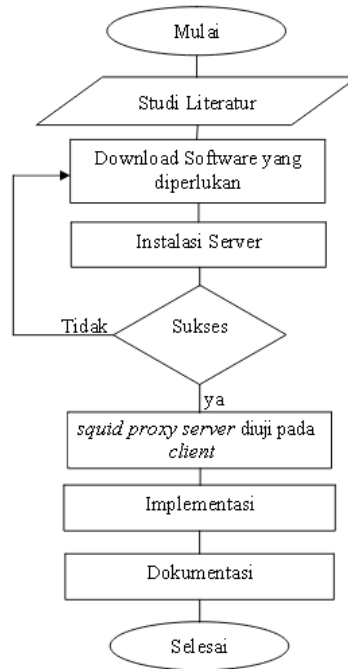 Mulai
Studi Literatur
Download Software yang
diperlukan
Instalasi Server
Tidak
Sukses
ya
squid proxy server diuji pada
client
Implementasi
Dokumentasi
Selesai